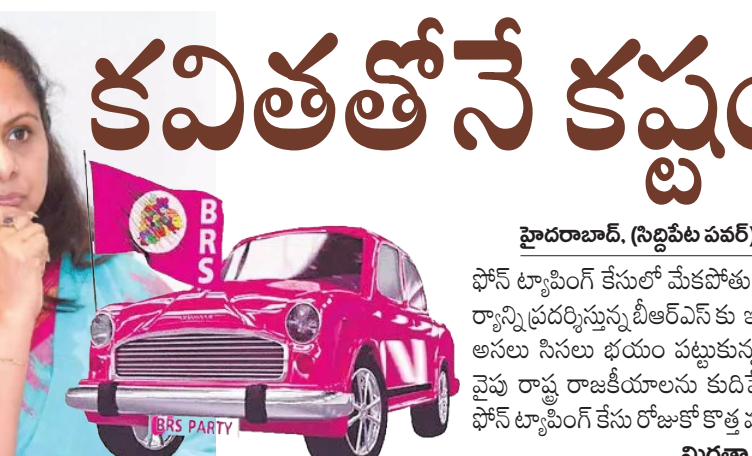 కవితతోనే కష్టం
BRS
BRS PARTY
హైదరాబాద్, (సిద్దిపేట పవర్)
ఫోన్ ట్యాపింగ్ కేసులో మేకపోతు
ర్యాన్ని ప్రదర్శిస్తున్న బీఆర్ఎస్ కు
అసలు సిసలు భయం పట్టుకున్న
వైపు రాష్ట్ర రాజకీయాలను కుదిపే
ఫోన్ ట్యాపింగ్ కేసు రోజుకో కొత్త